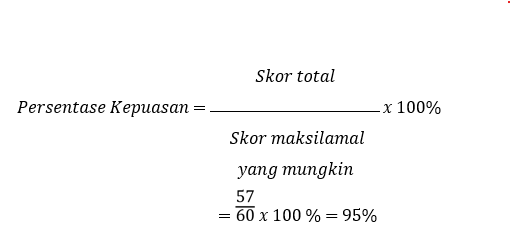 Skor total
Persentase Kepuasan = x 100%
Skor maksilamal
yang mungkin
57
= 60 x 100 % = 95%